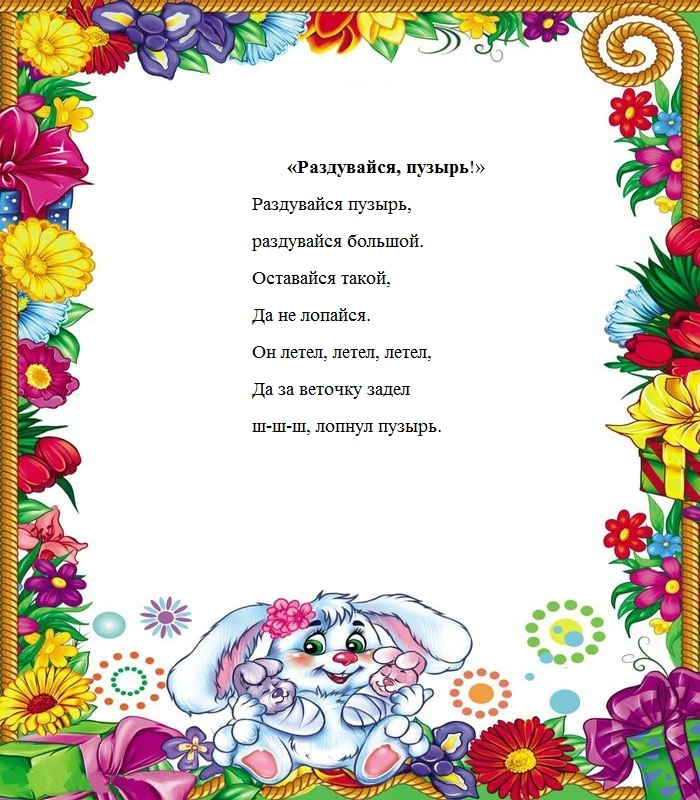 «Раздувайся, пузырь!»
Раздувайся пузырь,
раздувайся большой.
Оставайся такой,
Да не лопайся.
Он летел, летел, летел,
Да за веточку задел
ш-ш-ш, лопнул пузырь.